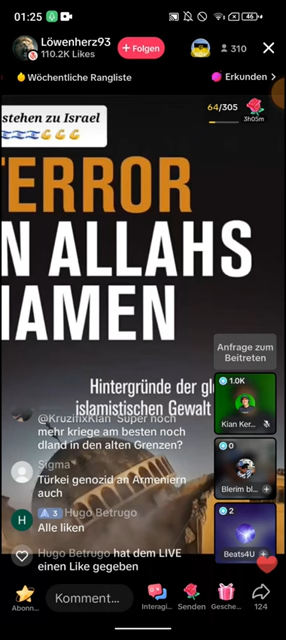 01:25
46
Löwenherz93
110.2K Likes
+ Folgen
310
Wöchentliche Rangliste
Erkunden >
stehen zu Israel
64/305
3h05m
TERROR
N ALLAHS
NAMEN
Hintergründe der gl
islamistischen Gewalt
Anfrage zum
Beitreten
1.0K
Kian Ker...
0
Blerim bl...
2
Beats4U
@KruzifixKian Super noch
mehr kriege am besten noch
dland in den alten Grenzen?
Sigma
Türkei genozid an Armeniern
auch
H
3 Hugo Betrugo
Alle liken
Hugo Betrugo hat dem LIVE
einen Like gegeben
Abonn...
Komment...
Interagi...
Senden
Gesche...
124